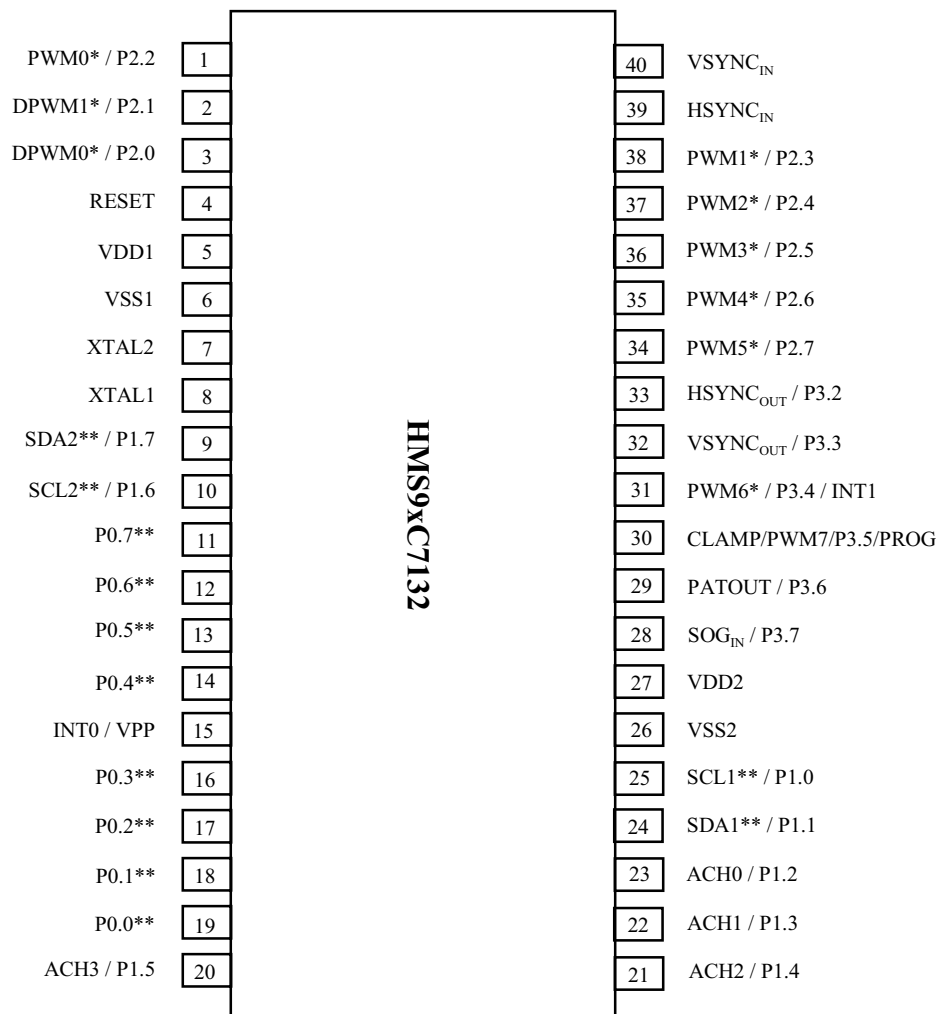 PWM0* / P2.2 1
DPWM1* / P2.1 2
DPWM0* / P2.0 3
RESET 4
VDD1 5
VSS1 6
XTAL2 7
XTAL1 8
SDA2** / P1.7 9
SCL2** / P1.6 10
P0.7** 11
P0.6** 12
P0.5** 13
P0.4** 14
INT0 / VPP 15
P0.3** 16
P0.2** 17
P0.1** 18
P0.0** 19
ACH3 / P1.5 20
HMS9xC7132
40 VSYNCIN
39 HSYNCIN
38 PWM1* / P2.3
37 PWM2* / P2.4
36 PWM3* / P2.5
35 PWM4* / P2.6
34 PWM5* / P2.7
33 HSYNCOUT / P3.2
32 VSYNCOUT / P3.3
31 PWM6* / P3.4 / INT1
30 CLAMP/PWM7/P3.5/PROG
29 PATOUT / P3.6
28 SOGIN / P3.7
27 VDD2
26 VSS2
25 SCL1** / P1.0
24 SDA1** / P1.1
23 ACH0 / P1.2
22 ACH1 / P1.3
21 ACH2 / P1.4